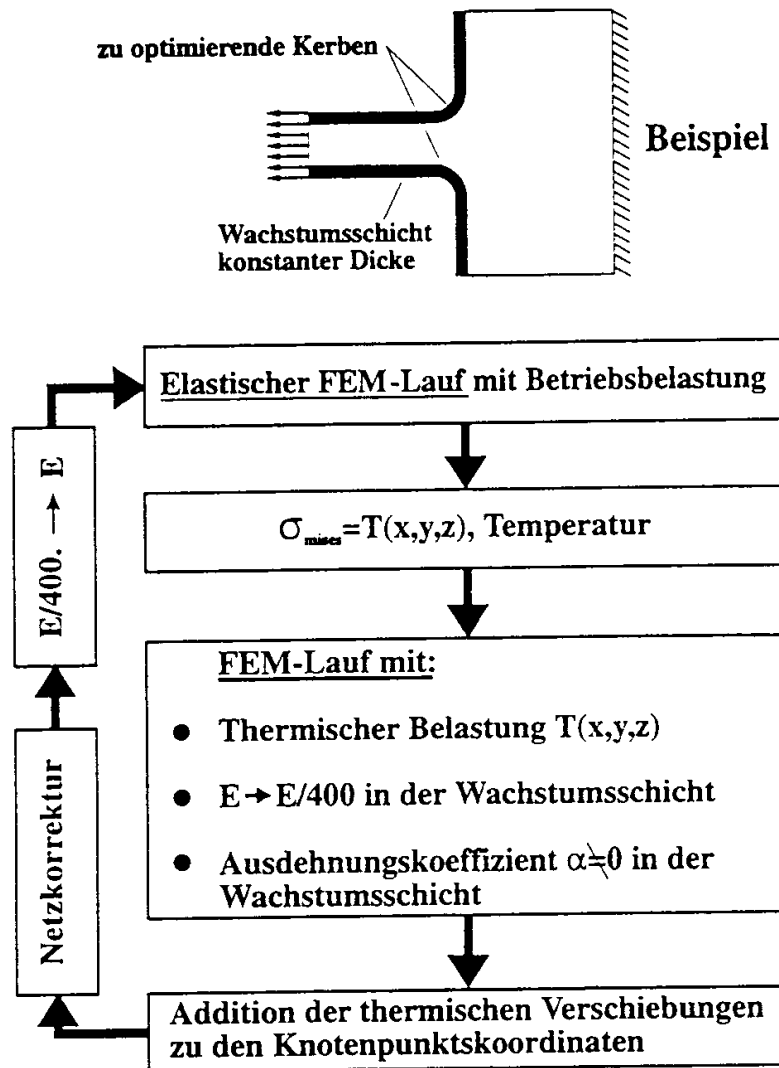 zu optimierende Kerben
Beispiel
Wachstumsschicht
konstanter Dicke
Elastischer FEM-Lauf mit Betriebsbelastung
σmises=T(x,y,z), Temperatur
FEM-Lauf mit:
● Thermischer Belastung T(x,y,z)
● E→E/400 in der Wachstumsschicht
● Ausdehnungskoeffizient α≠0 in der
Wachstumsschicht
Addition der thermischen Verschiebungen
zu den Knotenpunktskoordinaten
Netzkorrektur
E/400. → E